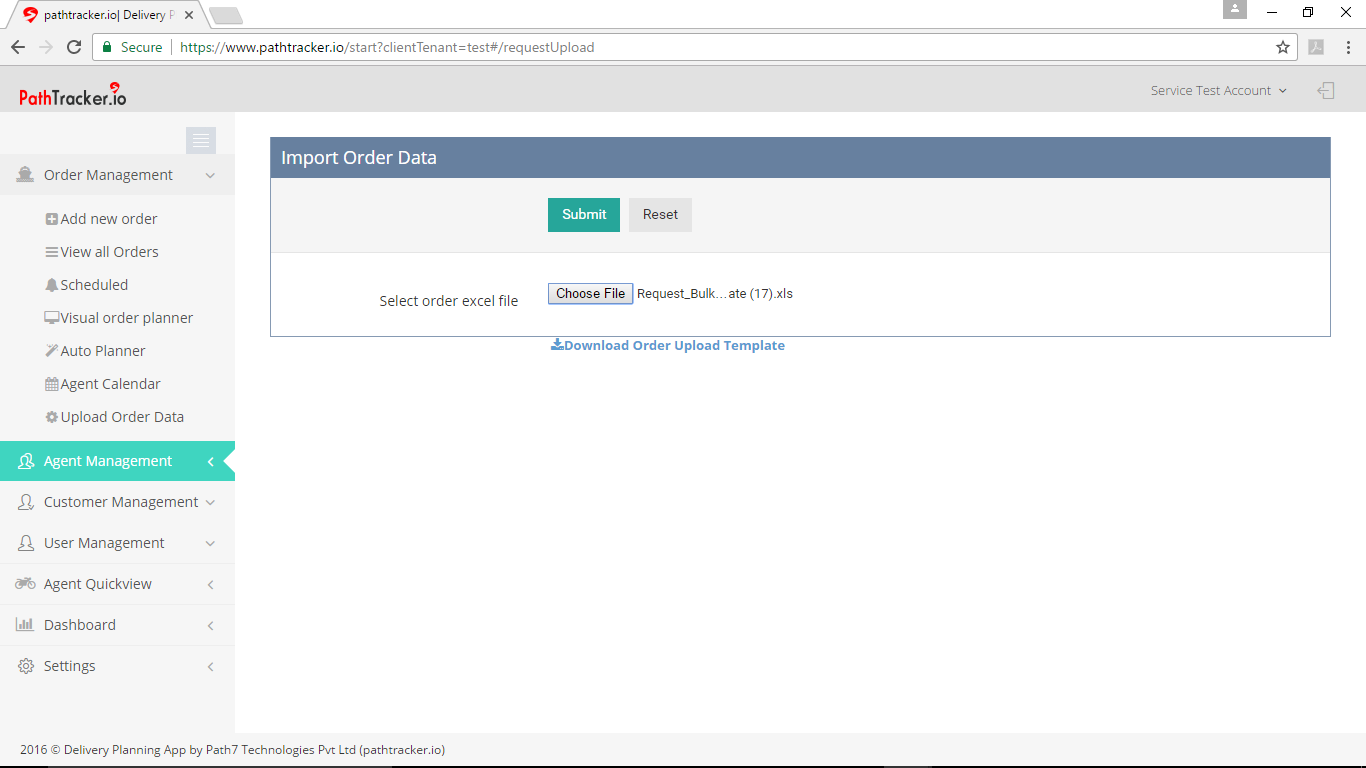 pathtracker.io| Delivery P
Secure
https://www.pathtracker.io/start?clientTenant=test#/requestUpload
PathTracker.io
Service Test Account
Order Management
Add new order
View all Orders
Scheduled
Visual order planner
Auto Planner
Agent Calendar
Upload Order Data
Agent Management
Customer Management
User Management
Agent Quickview
Dashboard
Settings
Import Order Data
Submit Reset
Select order excel file Choose File Request_Bulk...ate (17).xls
Download Order Upload Template
2016 © Delivery Planning App by Path7 Technologies Pvt Ltd (pathtracker.io)